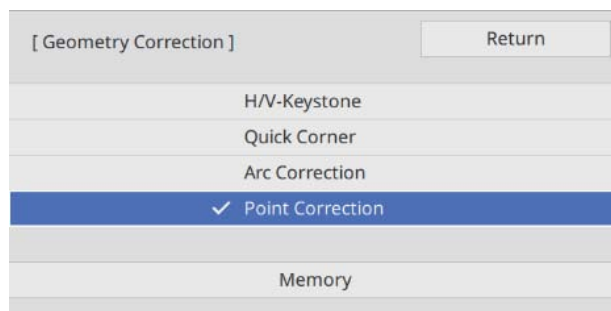 [ Geometry Correction ] Return
H/V-Keystone
Quick Corner
Arc Correction
Point Correction
Memory